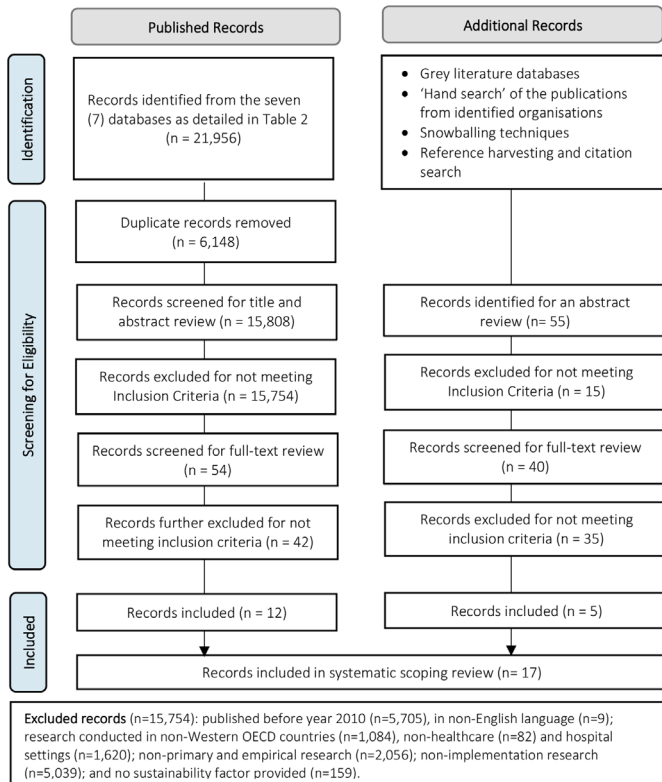 Published Records
Additional Records
Identification
Records identified from the seven
(7) databases as detailed in Table 2
(n = 21,956)
• Grey literature databases
• ‘Hand search’ of the publications
from identified organisations
• Snowballing techniques
• Reference harvesting and citation
search
Screening for Eligibility
Duplicate records removed
(n = 6,148)
Records screened for title and
abstract review (n = 15,808)
Records identified for an abstract
review (n= 55)
Records excluded for not meeting
Inclusion Criteria (n = 15,754)
Records excluded for not meeting
Inclusion Criteria (n = 15)
Records screened for full-text review
(n = 54)
Records screened for full-text review
(n = 40)
Records further excluded for not
meeting inclusion criteria (n = 42)
Records excluded for not meeting
inclusion criteria (n = 35)
Included
Records included (n = 12)
Records included (n = 5)
Records included in systematic scoping review (n= 17)
Excluded records (n=15,754): published before year 2010 (n=5,705), in non-English language (n=9);
research conducted in non-Western OECD countries (n=1,084), non-healthcare (n=82) and hospital
settings (n=1,620); non-primary and empirical research (n=2,056); non-implementation research
(n=5,039); and no sustainability factor provided (n=159).